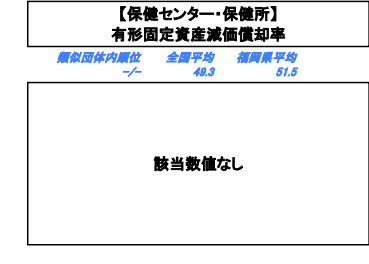 【保健センター・保健所】
有形固定資産減価償却率
類似団体内順位 全国平均 福岡県平均
-/- 49.3 51.5
該当数値なし